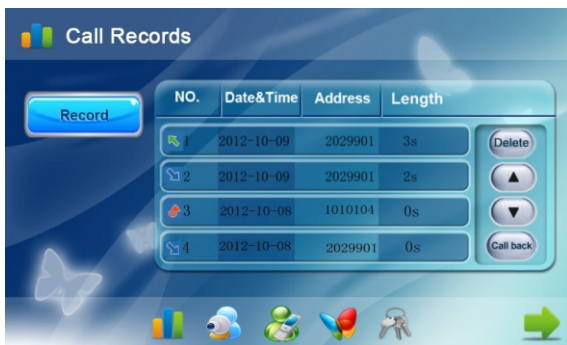 Call Records
Record
NO. Date&Time Address Length
1 2012-10-09 2029901 3s
2 2012-10-09 2029901 2s
3 2012-10-08 1010104 0s
4 2012-10-08 2029901 0s
Delete
Call back